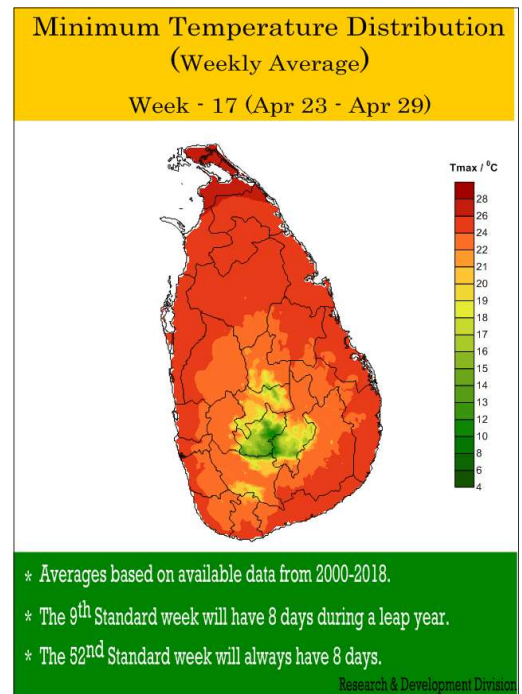 Minimum Temperature Distribution
(Weekly Average)
Week - 17 (Apr 23 - Apr 29)
Tmax / ⁰C
28
26
24
22
21
20
19
18
17
16
15
14
13
12
10
8
6
4
* Averages based on available data from 2000-2018.
* The 9th Standard week will have 8 days during a leap year.
* The 52nd Standard week will always have 8 days.
Research & Development Division